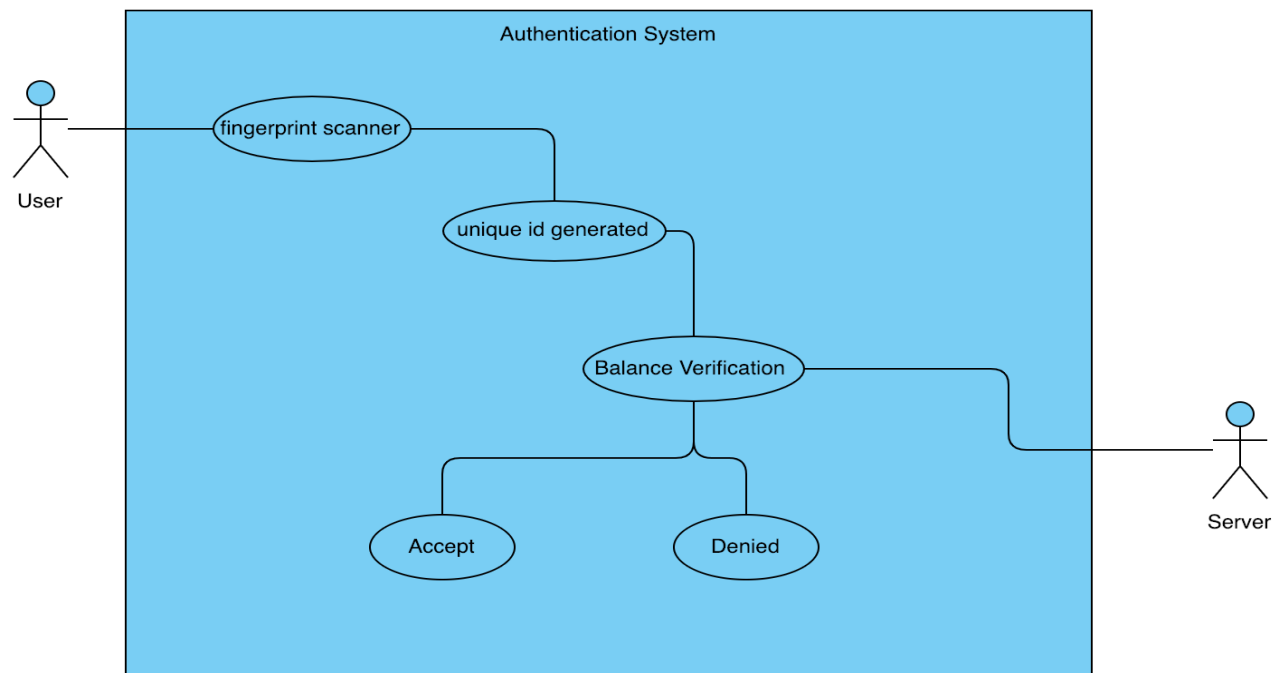 Authentication System
fingerprint scanner
User
unique id generated
Balance Verification
Server
Accept
Denied